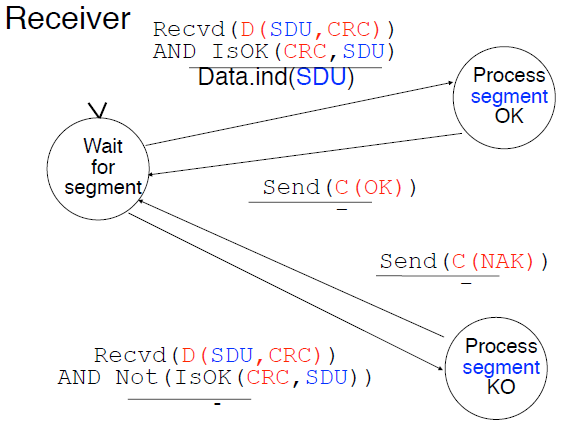 Receiver
Recvd(D(SDU,CRC))
AND IsOK(CRC,SDU)
Data.ind(SDU)
Process
segment
OK
Wait
for
segment
Send(C(OK))
-
Send(C(NAK))
-
Recvd(D(SDU,CRC))
AND Not(IsOK(CRC,SDU))
-
Process
segment
KO